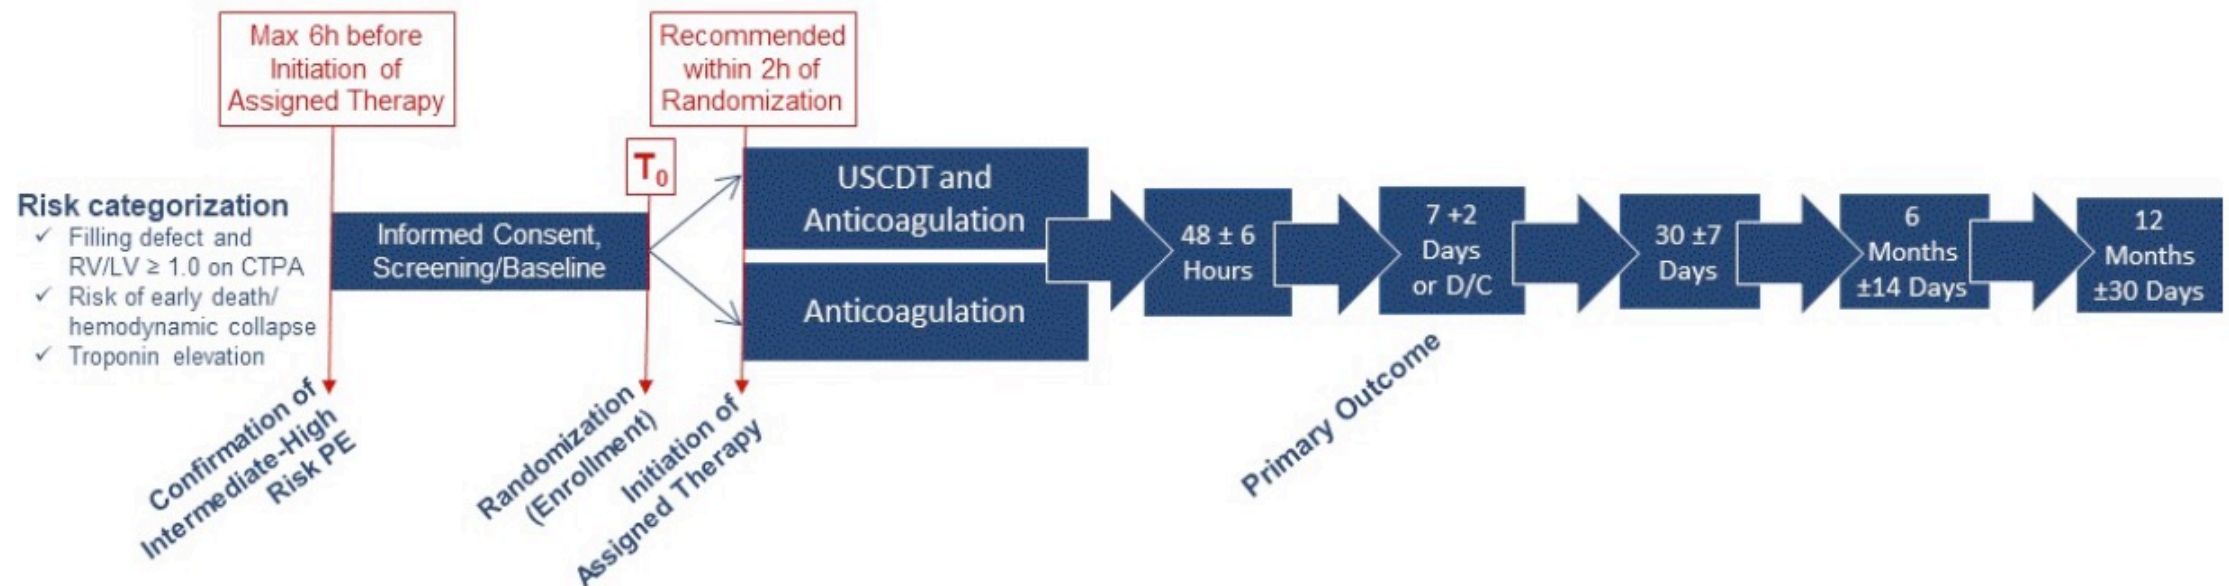 Max 6h before
Initiation of
Assigned Therapy
Recommended
within 2h of
Randomization
T₀
Risk categorization
✓ Filling defect and
RV/LV ≥ 1.0 on CTPA
✓ Risk of early death/
hemodynamic collapse
✓ Troponin elevation
Informed Consent,
Screening/Baseline
USCDT and
Anticoagulation
Anticoagulation
48 ± 6
Hours
7 +2
Days
or D/C
30 ±7
Days
6
Months
±14 Days
12
Months
±30 Days
Confirmation of
Intermediate-High
Risk PE
Randomization
(Enrollment)
Initiation of
Assigned Therapy
Primary Outcome